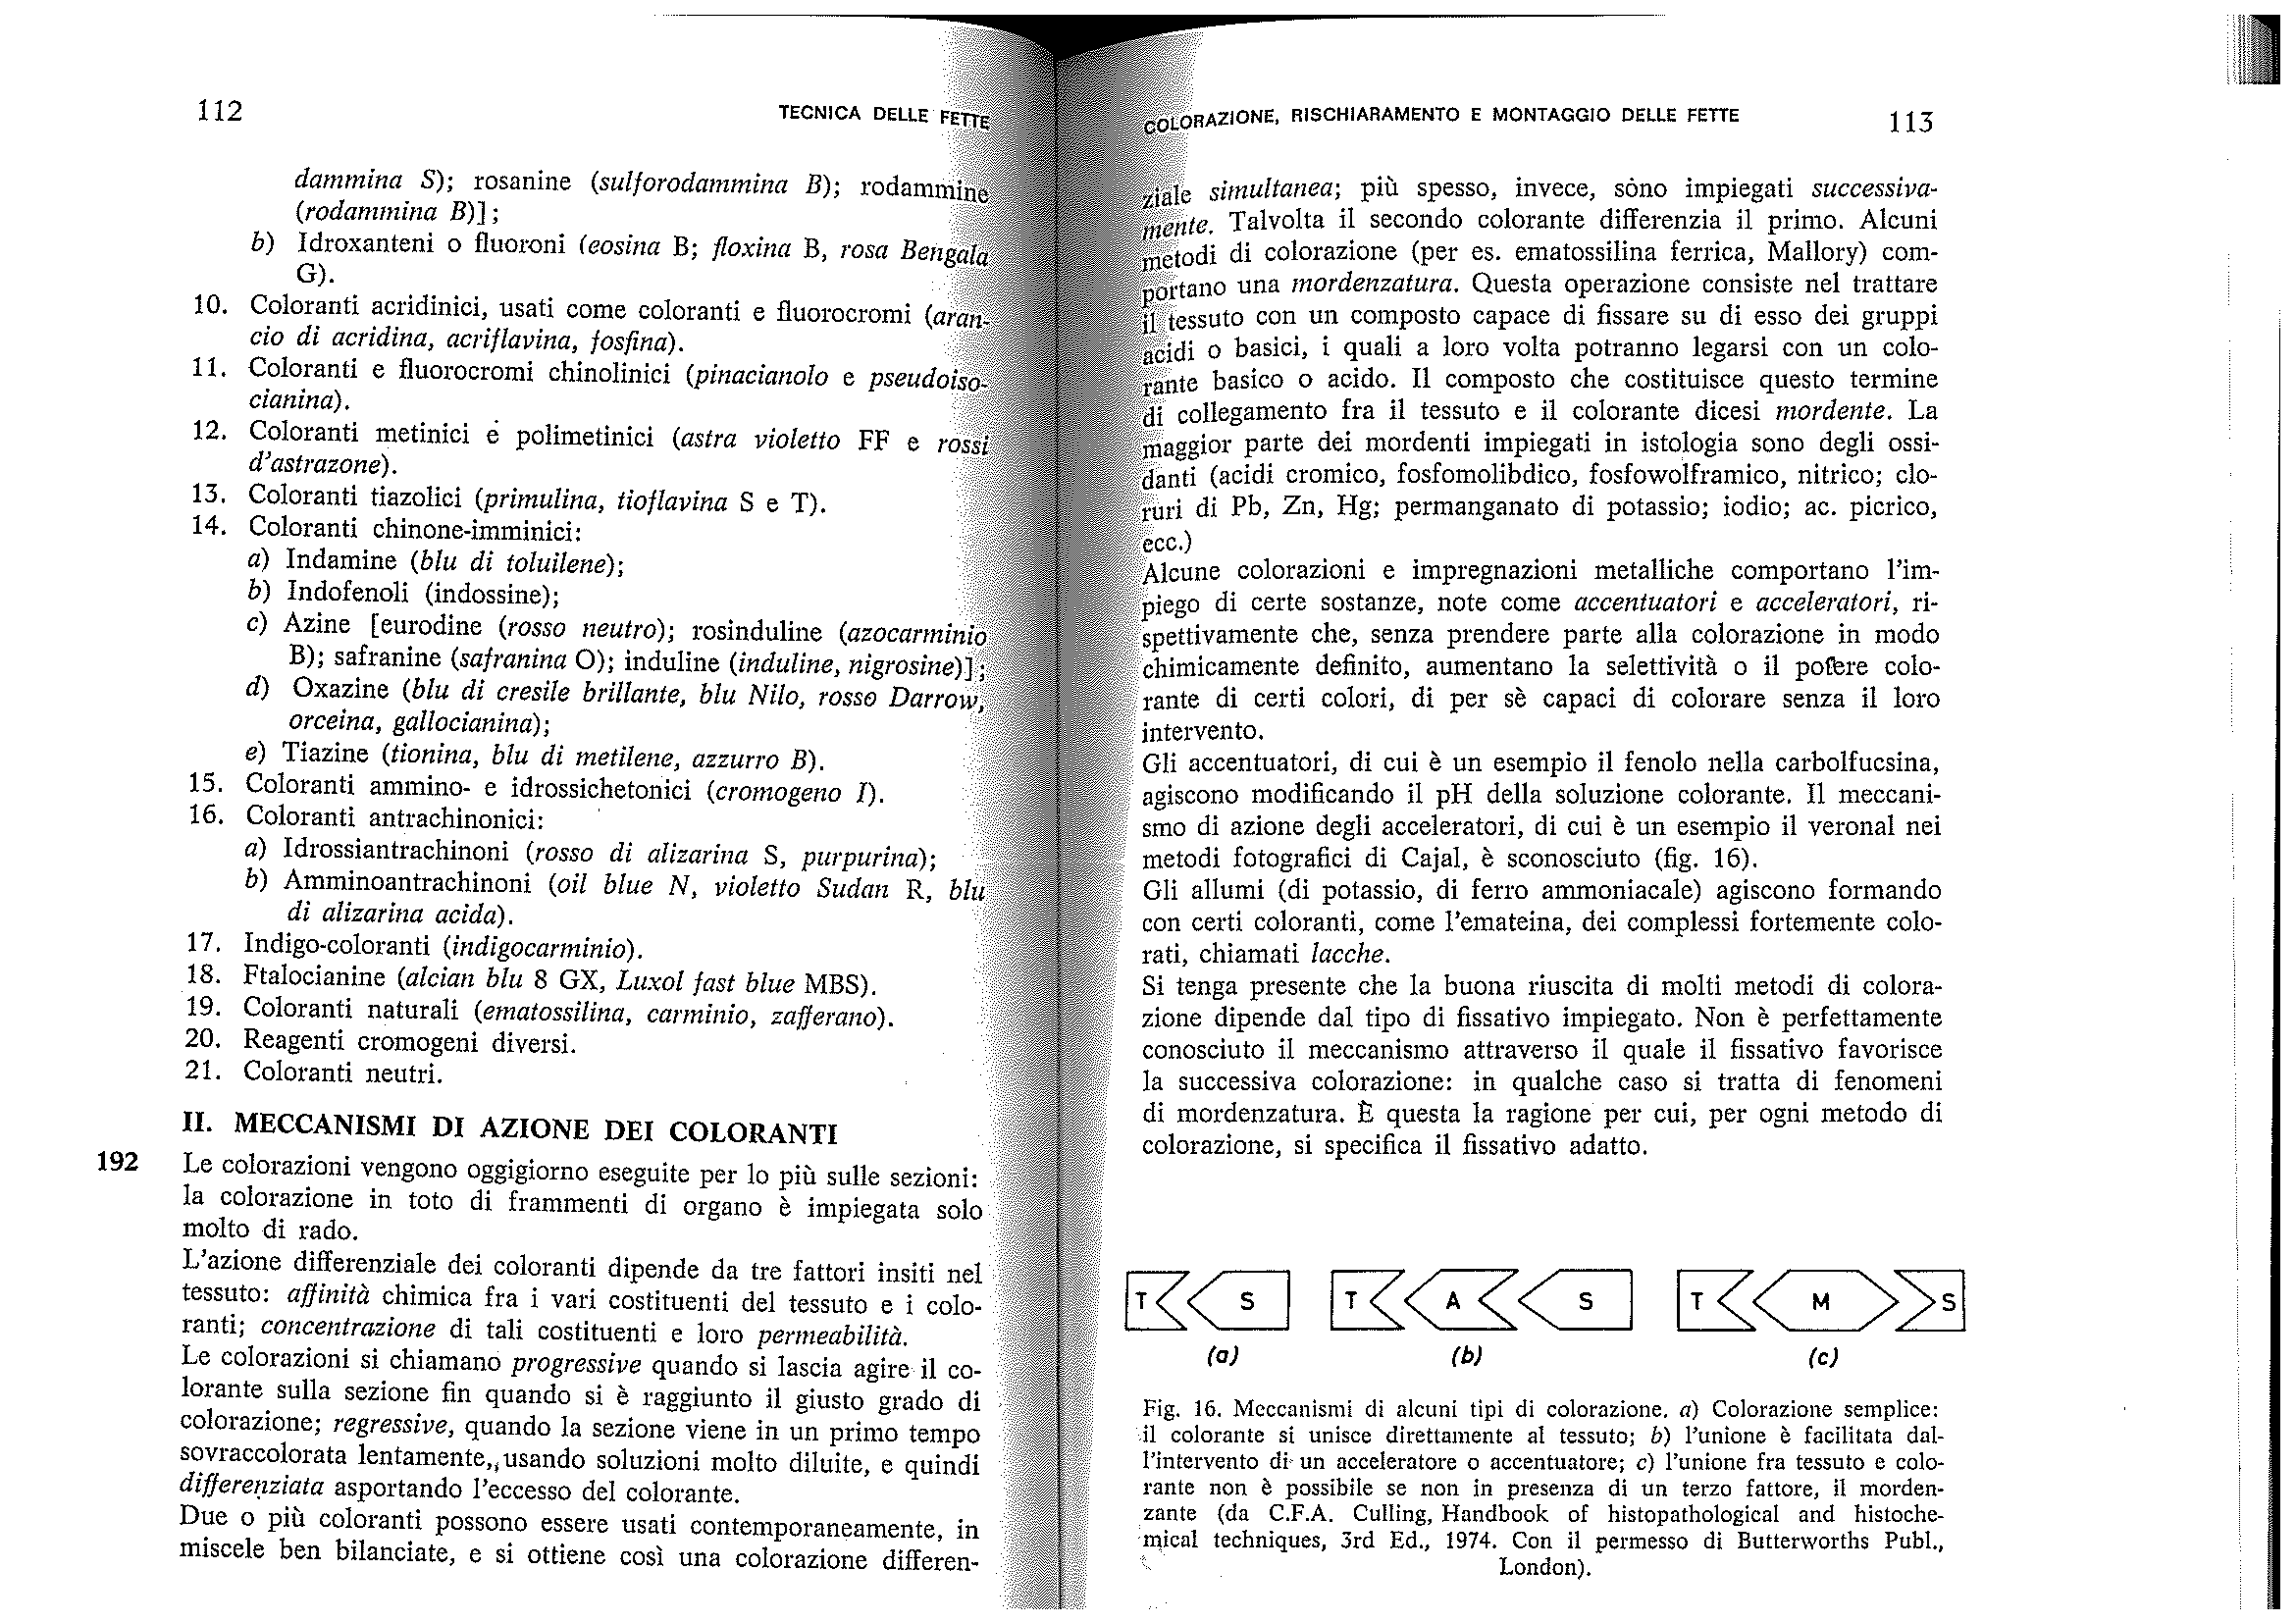 112
TECNICA DELLE FETTE
dammina S); rosanine (sulforodammina B); rodammine
(rodammina B)];
b) Idroxanteni o fluoroni (eosina B; floxina B, rosa Bengala
G).
10. Coloranti acridinici, usati come coloranti e fluorocromi (aran-
cio di acridina, acriflavina, fosfina).
11. Coloranti e fluorocromi chinolinici (pinacianolo e pseudoiso-
cianina).
12. Coloranti metinici e polimetinici (astra violetto FF e rossi
d'astrazone).
13. Coloranti tiazolici (primulina, tioflavina S e T).
14. Coloranti chinone-imminici:
a) Indamine (blu di toluilene);
b) Indofenoli (indossine);
c) Azine [eurodine (rosso neutro); rosinduline (azocarminio
B); safranine (safranina O); induline (induline, nigrosine)];
d) Oxazine (blu di cresile brillante, blu Nilo, rosso Darrow,
orceina, gallocianina);
e) Tiazine (tionina, blu di metilene, azzurro B).
15. Coloranti ammino- e idrossichetonici (cromogeno I).
16. Coloranti antrachinonici:
a) Idrossiantrachinoni (rosso di alizarina S, purpurina);
b) Amminoantrachinoni (oil blue N, violetto Sudan R, blu
di alizarina acida).
17. Indigo-coloranti (indigocarminio).
18. Ftalocianine (alcian blu 8 GX, Luxol fast blue MBS).
19. Coloranti naturali (ematossilina, carminio, zafferano).
20. Reagenti cromogeni diversi.
21. Coloranti neutri.
II. MECCANISMI DI AZIONE DEI COLORANTI
192 Le colorazioni vengono oggigiorno eseguite per lo più sulle sezioni:
la colorazione in toto di frammenti di organo è impiegata solo
molto di rado.
L'azione differenziale dei coloranti dipende da tre fattori insiti nel
tessuto: affinità chimica fra i vari costituenti del tessuto e i colo-
ranti; concentrazione di tali costituenti e loro permeabilità.
Le colorazioni si chiamano progressive quando si lascia agire il co-
lorante sulla sezione fin quando si è raggiunto il giusto grado di
colorazione; regressive, quando la sezione viene in un primo tempo
sovraccolorata lentamente, usando soluzioni molto diluite, e quindi
differenziata asportando l'eccesso del colorante.
Due o più coloranti possono essere usati contemporaneamente, in
miscele ben bilanciate, e si ottiene così una colorazione differen-
COLORAZIONE, RISCHIARAMENTO E MONTAGGIO DELLE FETTE
113
ziale simultanea; più spesso, invece, sono impiegati successiva-
mente. Talvolta il secondo colorante differenzia il primo. Alcuni
metodi di colorazione (per es. ematossilina ferrica, Mallory) com-
portano una mordenzatura. Questa operazione consiste nel trattare
il tessuto con un composto capace di fissare su di esso dei gruppi
acidi o basici, i quali a loro volta potranno legarsi con un colo-
rante basico o acido. Il composto che costituisce questo termine
di collegamento fra il tessuto e il colorante dicesi mordente. La
maggior parte dei mordenti impiegati in istologia sono degli ossi-
danti (acidi cromico, fosfomolibdico, fosfowolframico, nitrico; clo-
ruri di Pb, Zn, Hg; permanganato di potassio; iodio; ac. picrico,
ecc.)
Alcune colorazioni e impregnazioni metalliche comportano l'im-
piego di certe sostanze, note come accentuatori e acceleratori, ri-
spettivamente che, senza prendere parte alla colorazione in modo
chimicamente definito, aumentano la selettività o il potere colo-
rante di certi colori, di per sè capaci di colorare senza il loro
intervento.
Gli accentuatori, di cui è un esempio il fenolo nella carbolfucsina,
agiscono modificando il pH della soluzione colorante. Il meccani-
smo di azione degli acceleratori, di cui è un esempio il veronal nei
metodi fotografici di Cajal, è sconosciuto (fig. 16).
Gli allumi (di potassio, di ferro ammoniacale) agiscono formando
con certi coloranti, come l'emateina, dei complessi fortemente colo-
rati, chiamati lacche.
Si tenga presente che la buona riuscita di molti metodi di colora-
zione dipende dal tipo di fissativo impiegato. Non è perfettamente
conosciuto il meccanismo attraverso il quale il fissativo favorisce
la successiva colorazione: in qualche caso si tratta di fenomeni
di mordenzatura. È questa la ragione per cui, per ogni metodo di
colorazione, si specifica il fissativo adatto.
T S T A S T M S
(a) (b) (c)
Fig. 16. Meccanismi di alcuni tipi di colorazione. a) Colorazione semplice:
il colorante si unisce direttamente al tessuto; b) l'unione è facilitata dal-
l'intervento di un acceleratore o accentuatore; c) l'unione fra tessuto e colo-
rante non è possibile se non in presenza di un terzo fattore, il morden-
zante (da C.F.A. Culling, Handbook of histopathological and histoche-
mical techniques, 3rd Ed., 1974. Con il permesso di Butterworths Publ.,
London).